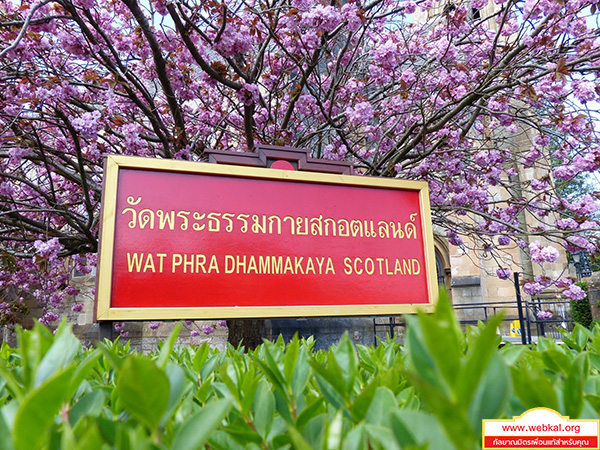 วัดพระธรรมกายสกอตแลนด์
WAT PHRA DHAMMAKAYA SCOTLAND
www.webkal.org
กัลยาณมิตรเพื่อนแท้สำหรับคุณ